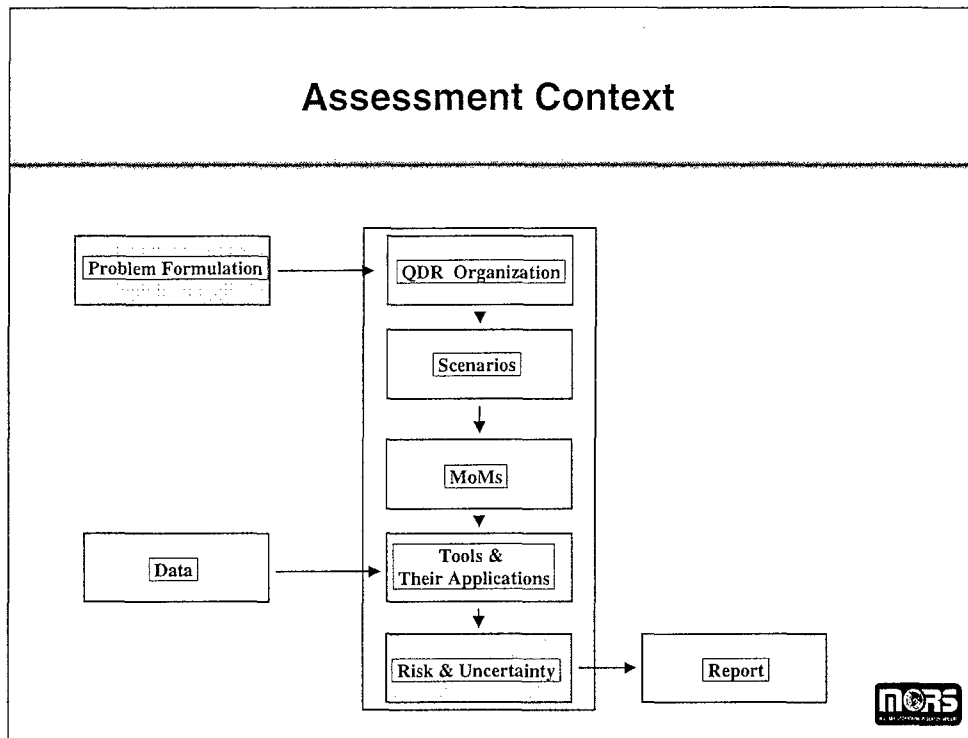 Assessment Context
Problem Formulation
QDR Organization
Scenarios
MoMs
Data
Tools &
Their Applications
Risk & Uncertainty
Report
MORS